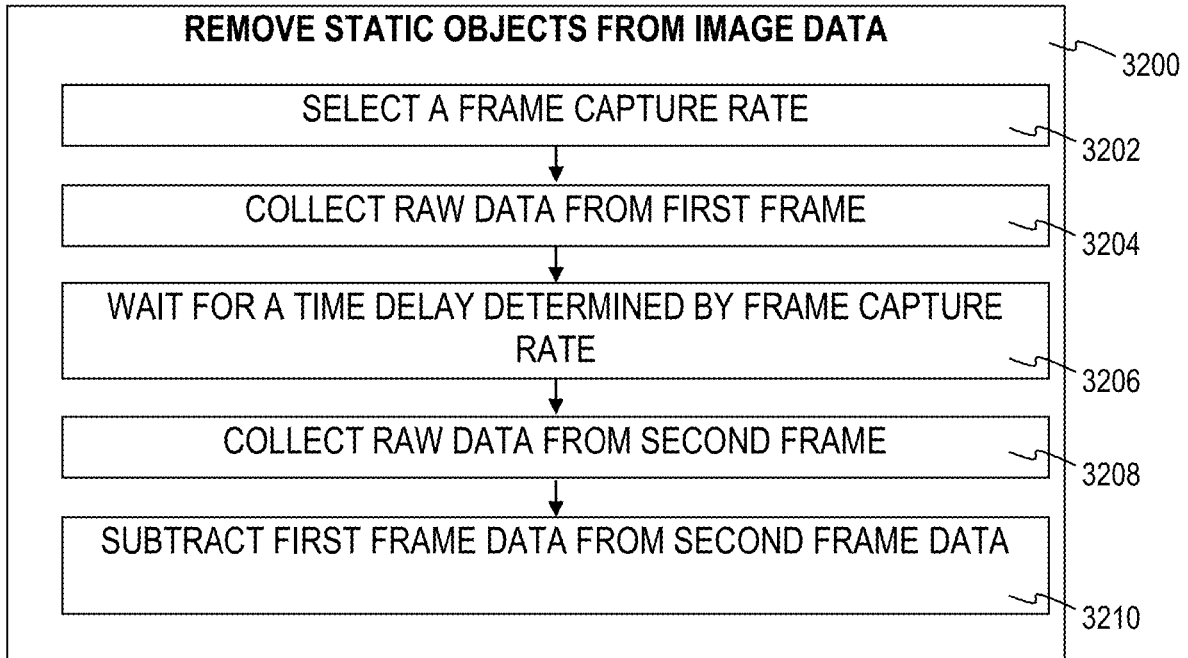 REMOVE STATIC OBJECTS FROM IMAGE DATA
3200
SELECT A FRAME CAPTURE RATE
3202
COLLECT RAW DATA FROM FIRST FRAME
3204
WAIT FOR A TIME DELAY DETERMINED BY FRAME CAPTURE
RATE
3206
COLLECT RAW DATA FROM SECOND FRAME
3208
SUBTRACT FIRST FRAME DATA FROM SECOND FRAME DATA
3210